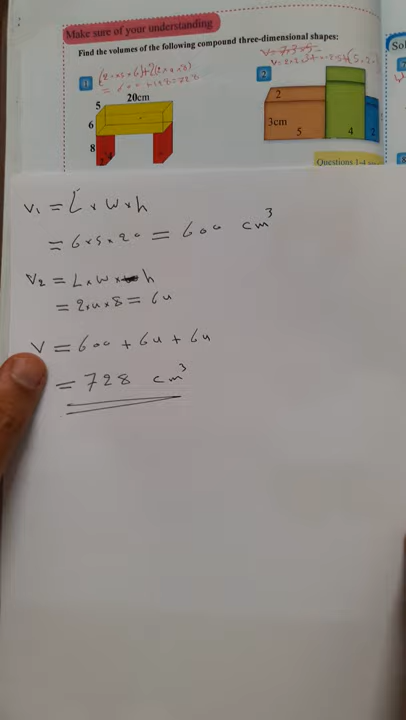 Make sure of your understanding
Find the volumes of the following compound three-dimensional shapes:
1
20cm
5
6
8
2
2
3cm
5
4
2
Questions 1-4
V₁ = L × w × h
= 6 × 5 × 20 = 600 cm³
V₂ = L × w × h
= 2 × 4 × 8 = 64
V = 600 + 64 + 64
= 728 cm³